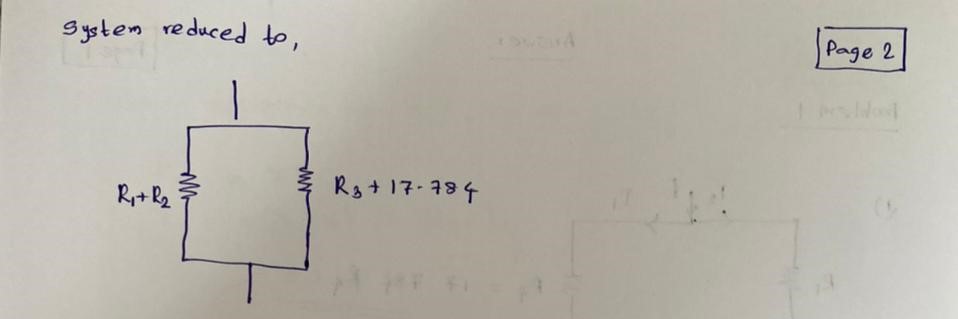 System reduced to,
Page 2
R₁+R₂
R₃ + 17.784